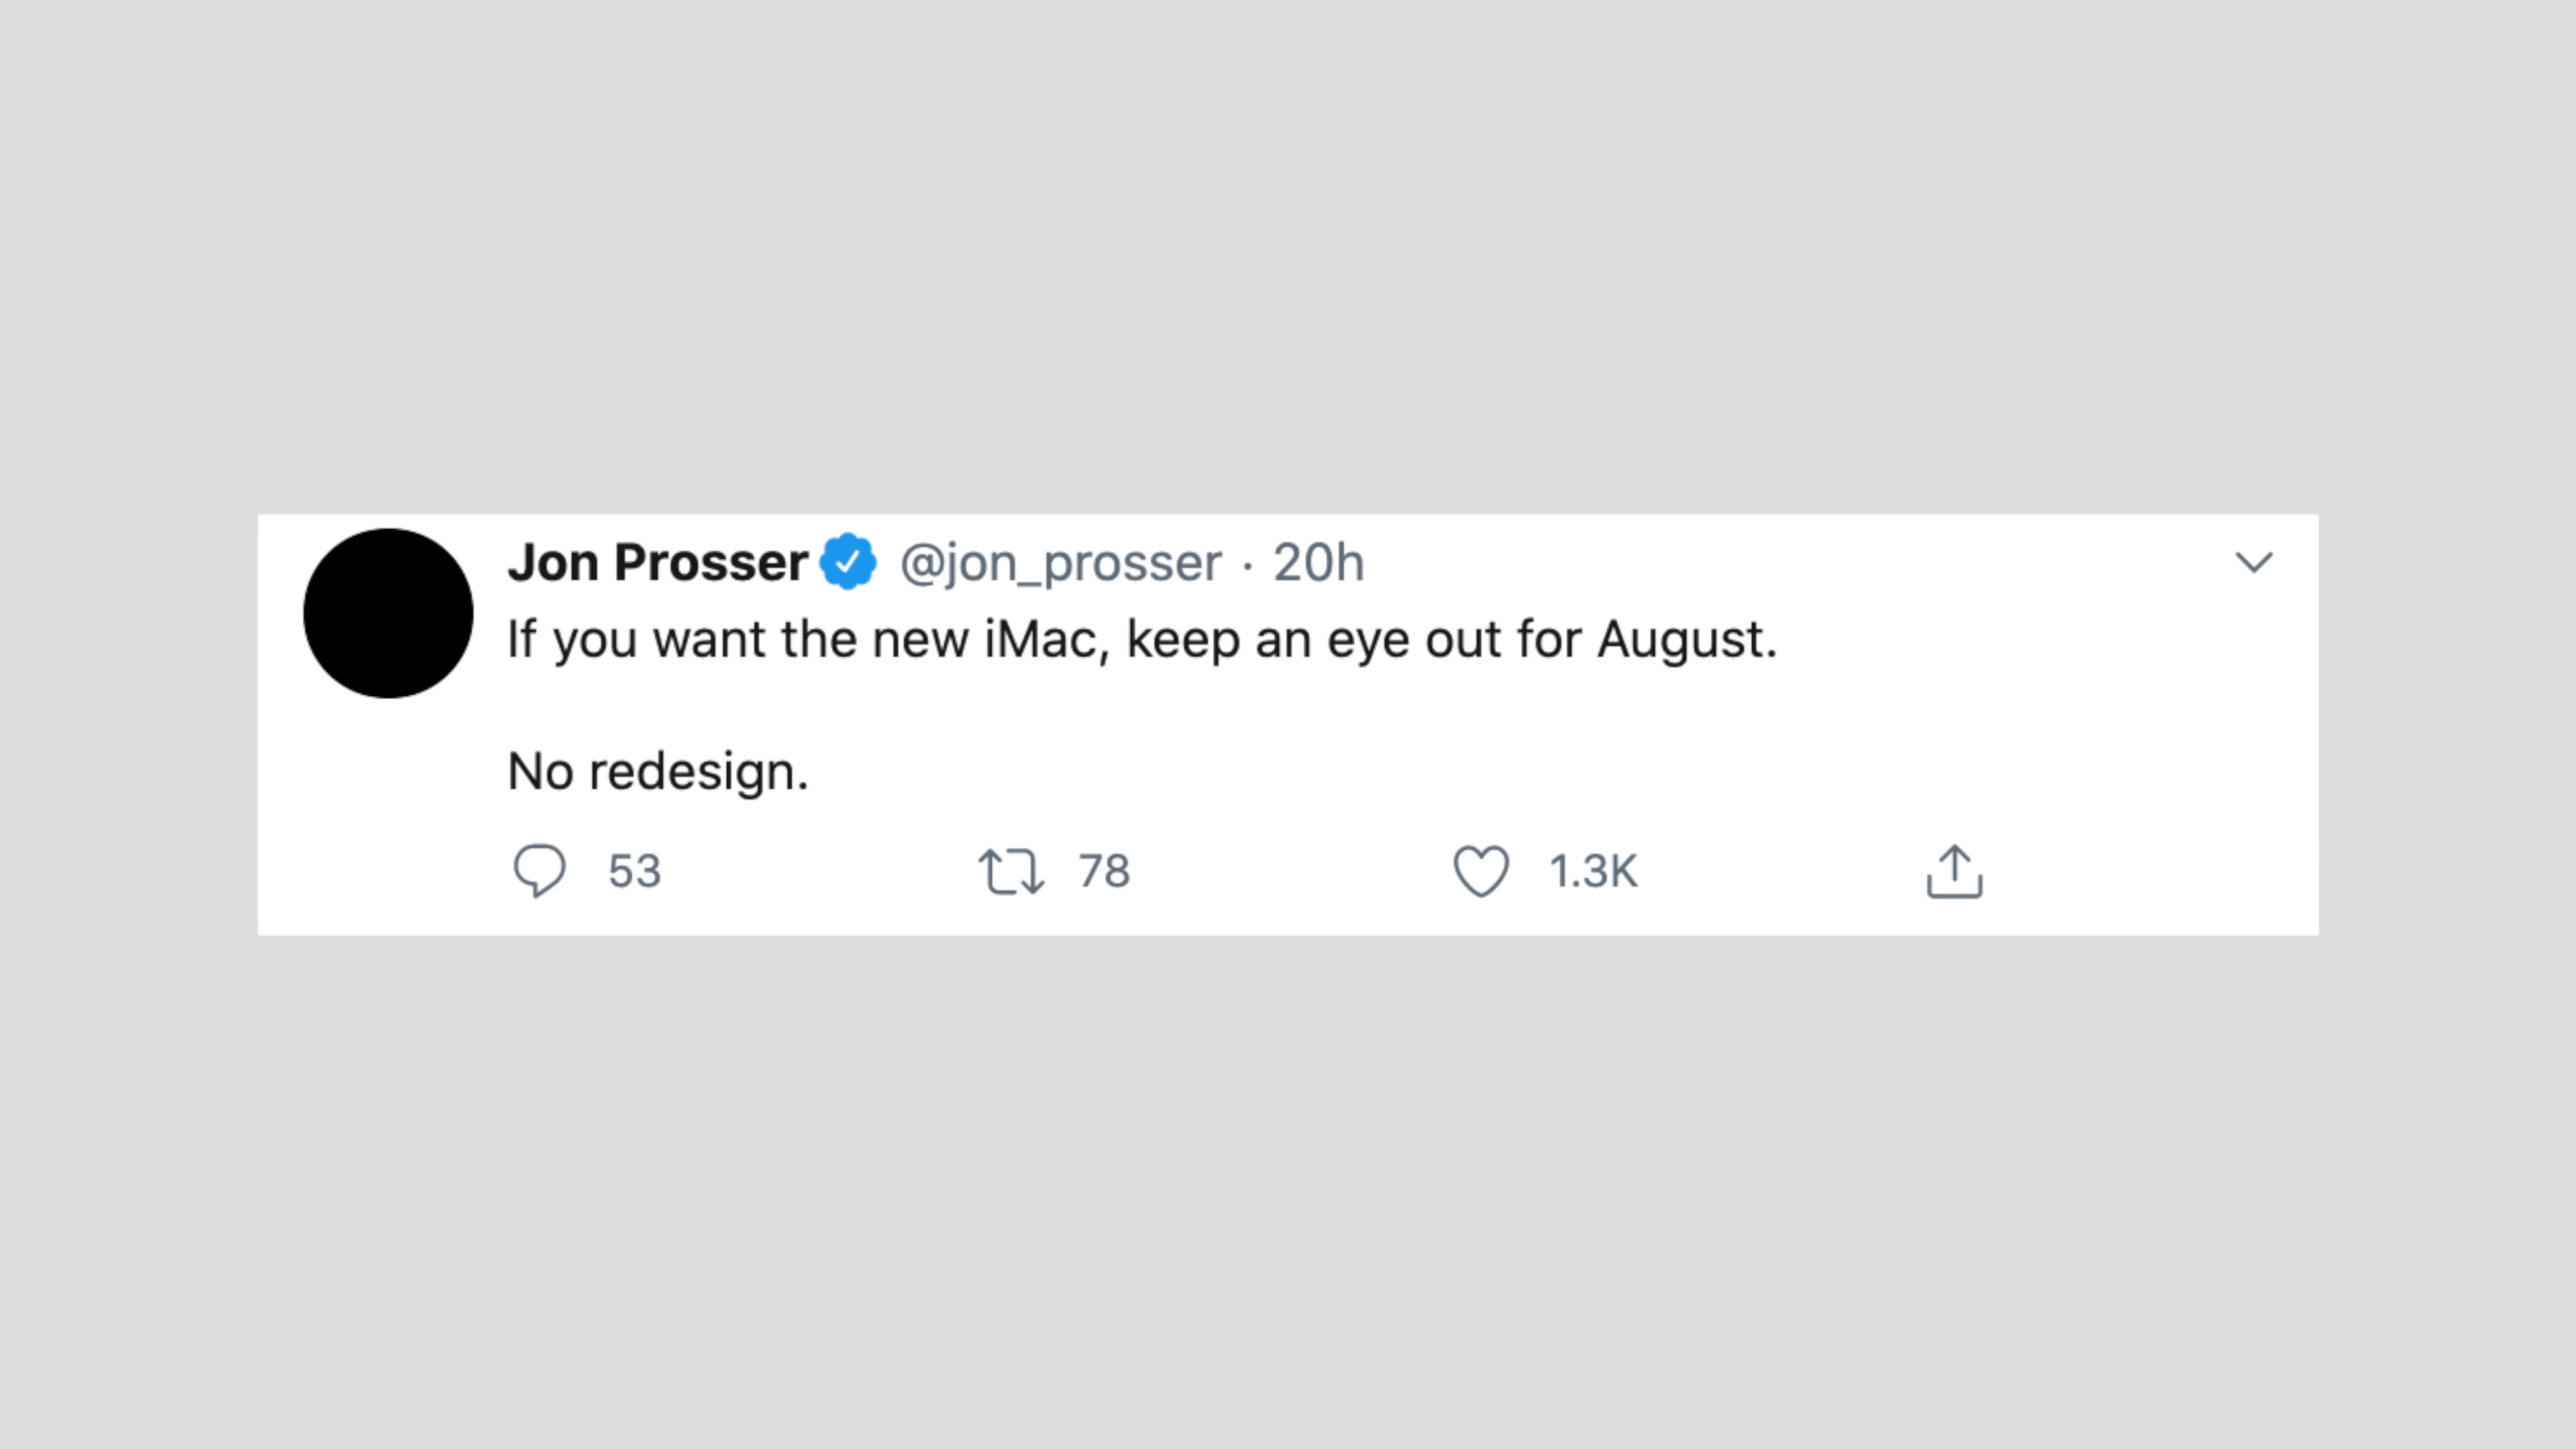 Jon Prosser @jon_prosser · 20h
If you want the new iMac, keep an eye out for August.
No redesign.
53 78 1.3K